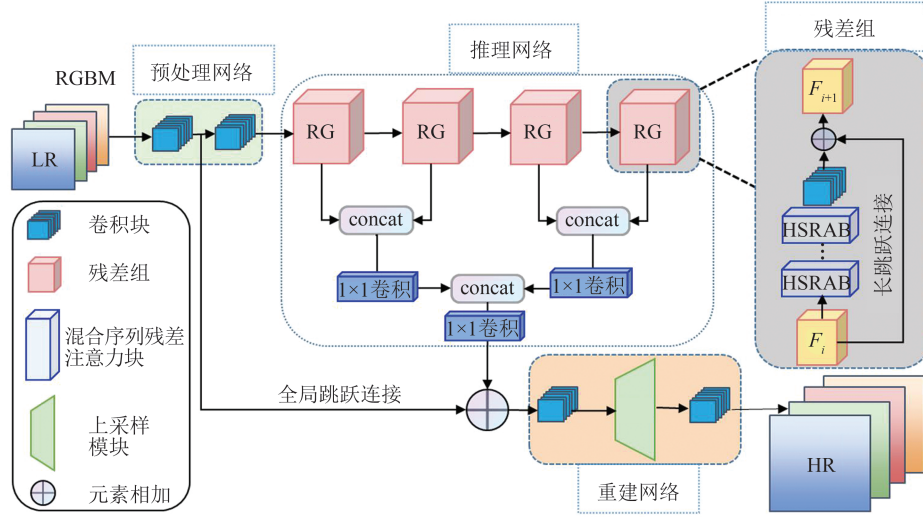 预处理网络
推理网络
残差组
RGBM
LR
RG
RG
RG
RG
concat
concat
1×1卷积
1×1卷积
concat
1×1卷积
F_{i+1}
HSRAB
HSRAB
F_i
长跳跃连接
卷积块
残差组
混合序列残差
注意力块
上采样
模块
元素相加
全局跳跃连接
重建网络
HR